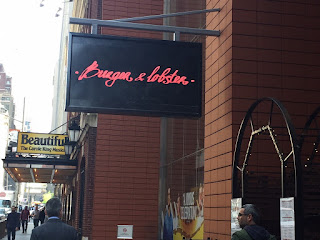 · Burger & lobster ·
Beautiful
The Carole King Musical